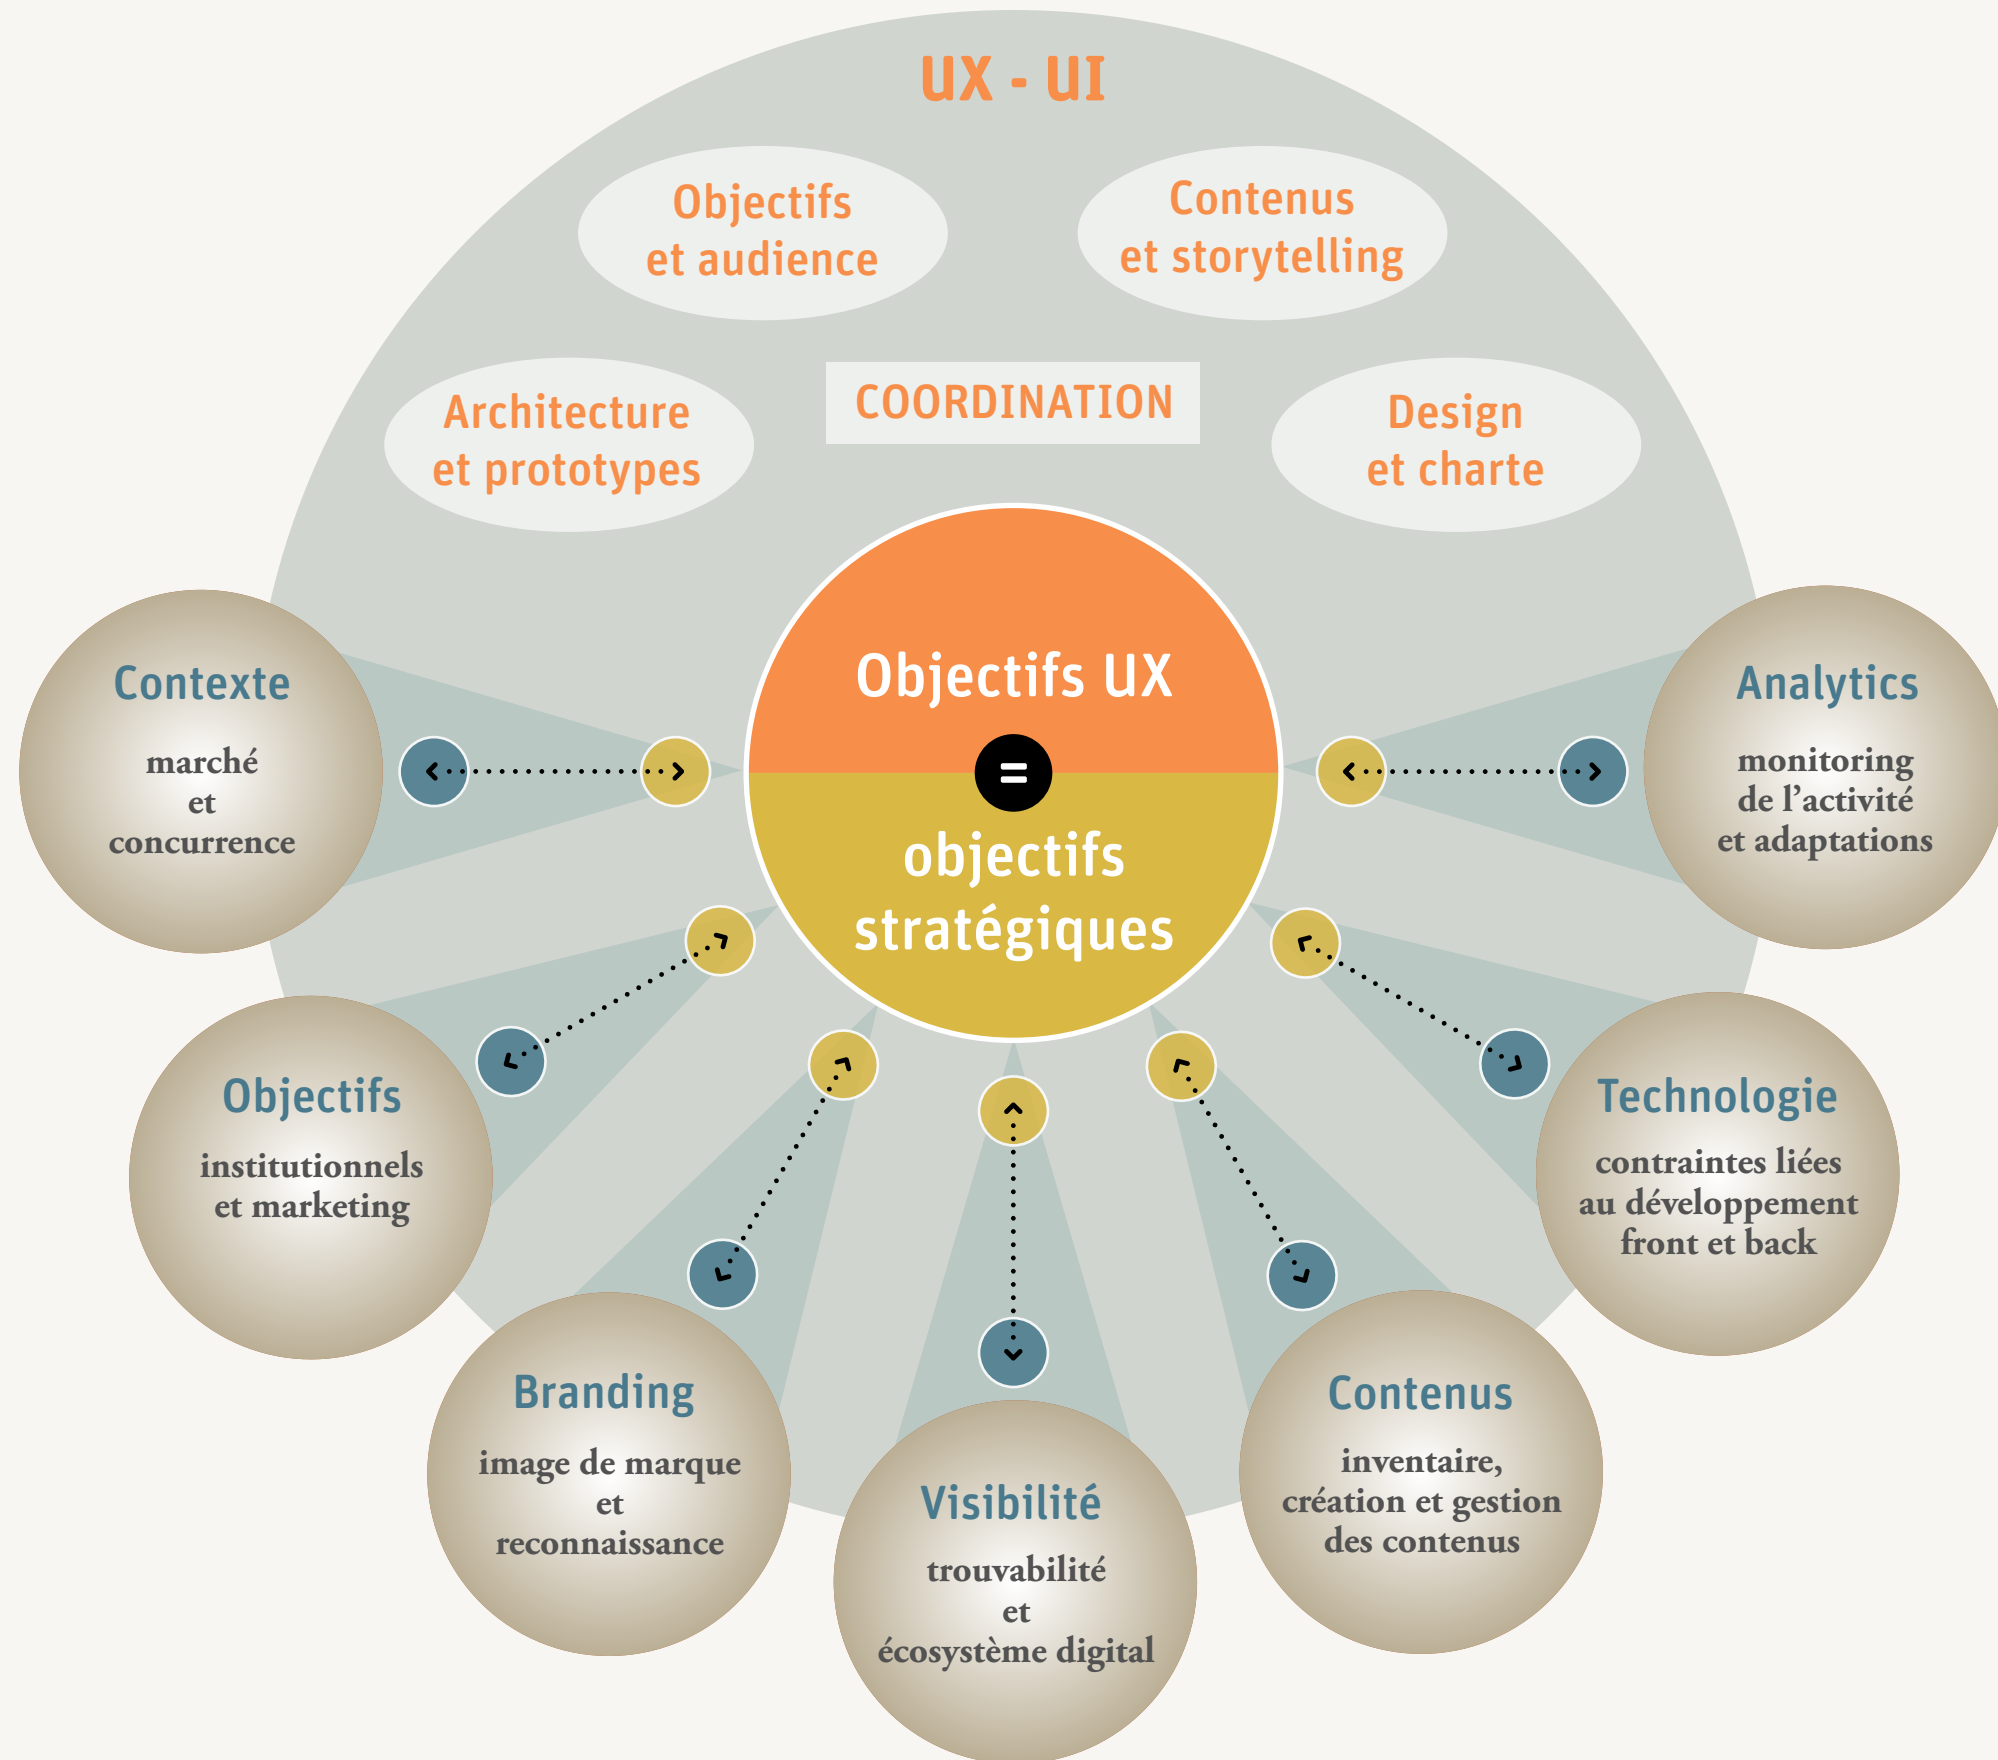 UX - UI
Objectifs
et audience
Contenus
et storytelling
Architecture
et prototypes
COORDINATION
Design
et charte
Objectifs UX
=
objectifs
stratégiques
Contexte
marché
et
concurrence
Objectifs
institutionnels
et marketing
Branding
image de marque
et
reconnaissance
Visibilité
trouvabilité
et
écosystème digital
Contenus
inventaire,
création et gestion
des contenus
Technologie
contraintes liées
au développement
front et back
Analytics
monitoring
de l’activité
et adaptations